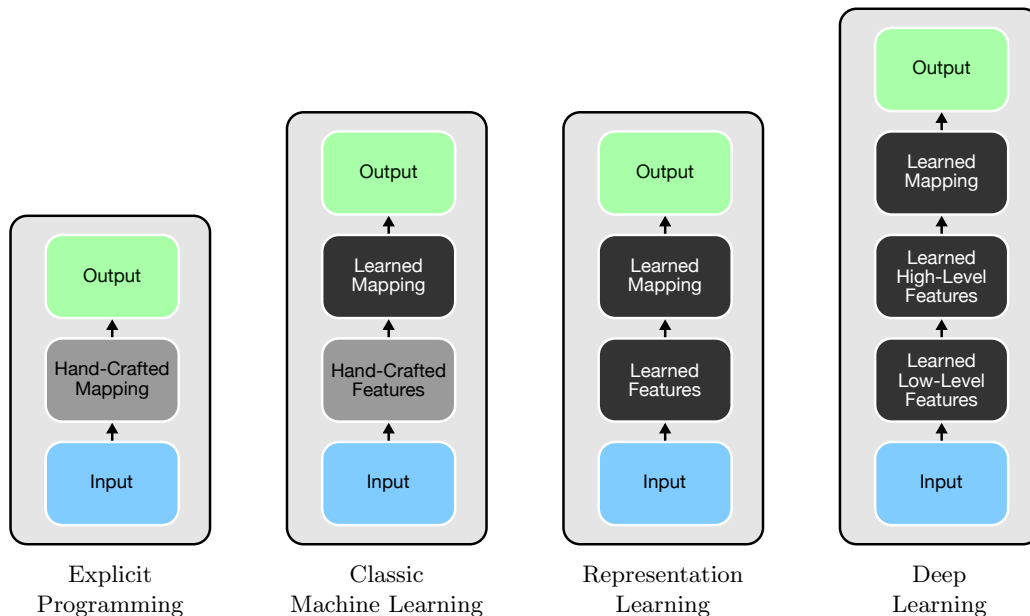 Output
Hand-Crafted
Mapping
Input
Explicit
Programming
Output
Learned
Mapping
Hand-Crafted
Features
Input
Classic
Machine Learning
Output
Learned
Mapping
Learned
Features
Input
Representation
Learning
Output
Learned
Mapping
Learned
High-Level
Features
Learned
Low-Level
Features
Input
Deep
Learning